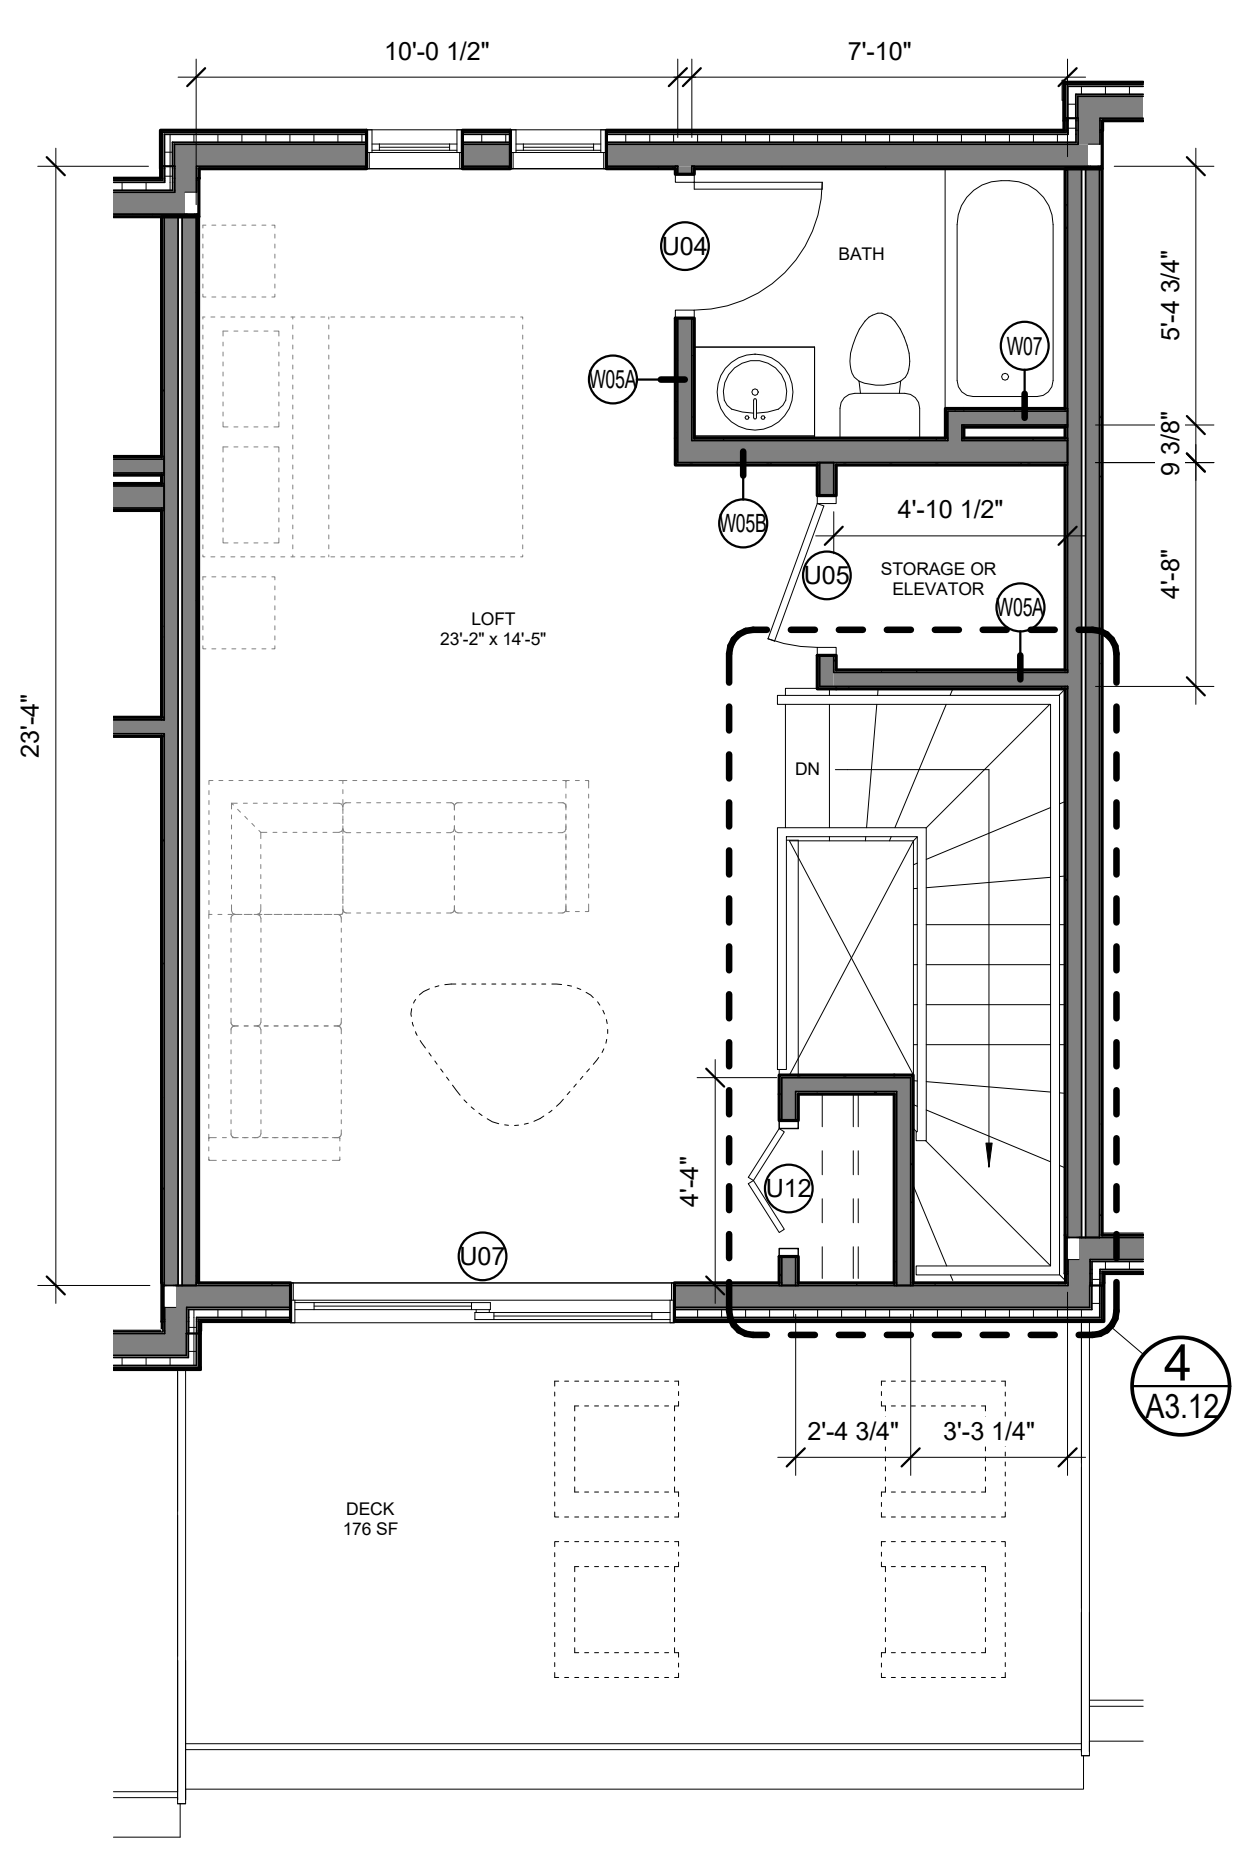 10'-0 1/2"
7'-10"
U04
BATH
5'-4 3/4"
W07
W05A
9 3/8"
W05B
4'-10 1/2"
U05
STORAGE OR
ELEVATOR
4'-8"
W05A
LOFT
23'-2" x 14'-5"
23'-4"
DN
4'-4"
U12
U07
4
A3.12
2'-4 3/4"
3'-3 1/4"
DECK
176 SF